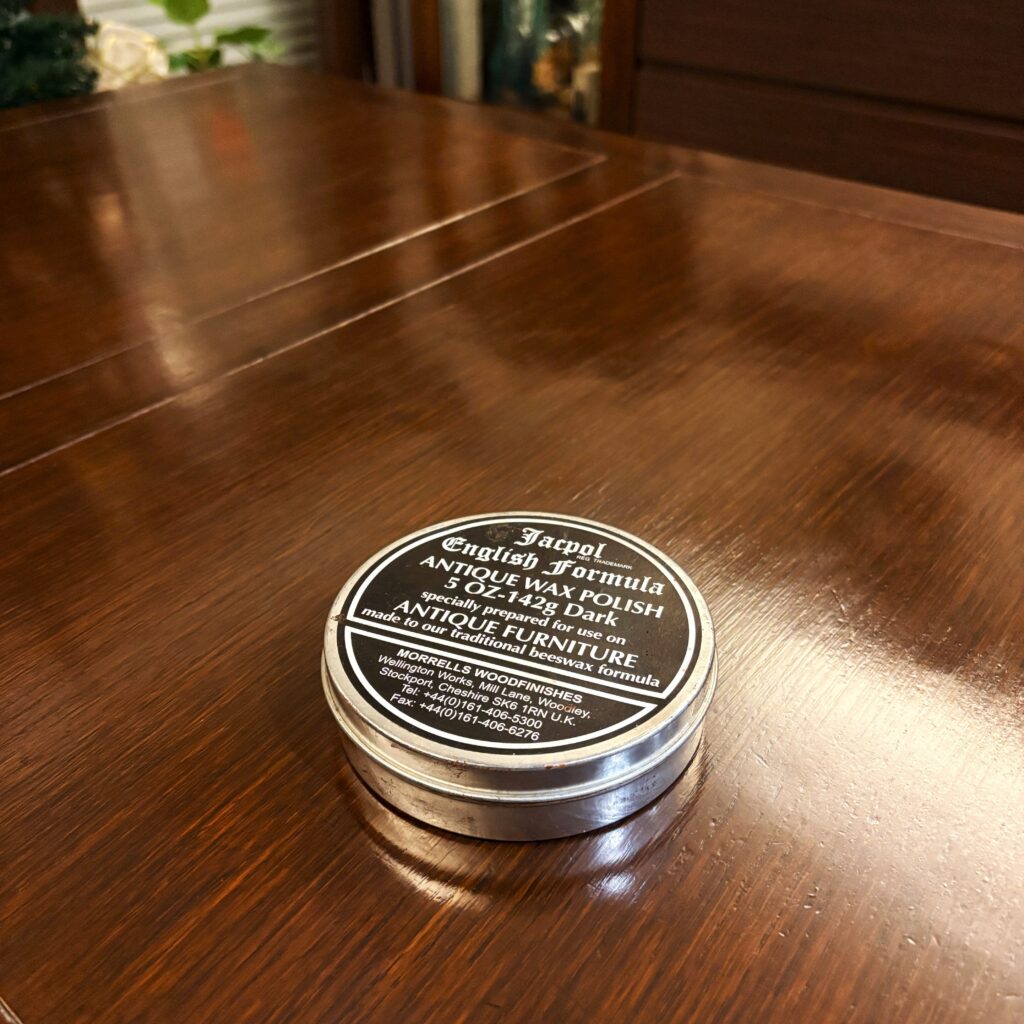 Jacpol
REG TRADEMARK
English Formula
ANTIQUE WAX POLISH
5 OZ-142g Dark
specially prepared for use on
ANTIQUE FURNITURE
made to our traditional beeswax formula
MORRELLS WOODFINISHES
Wellington Works, Mill Lane, Woodley,
Stockport, Cheshire SK6 1RN U.K.
Tel: +44(0)161-406-5300
Fax: +44(0)161-406-6276